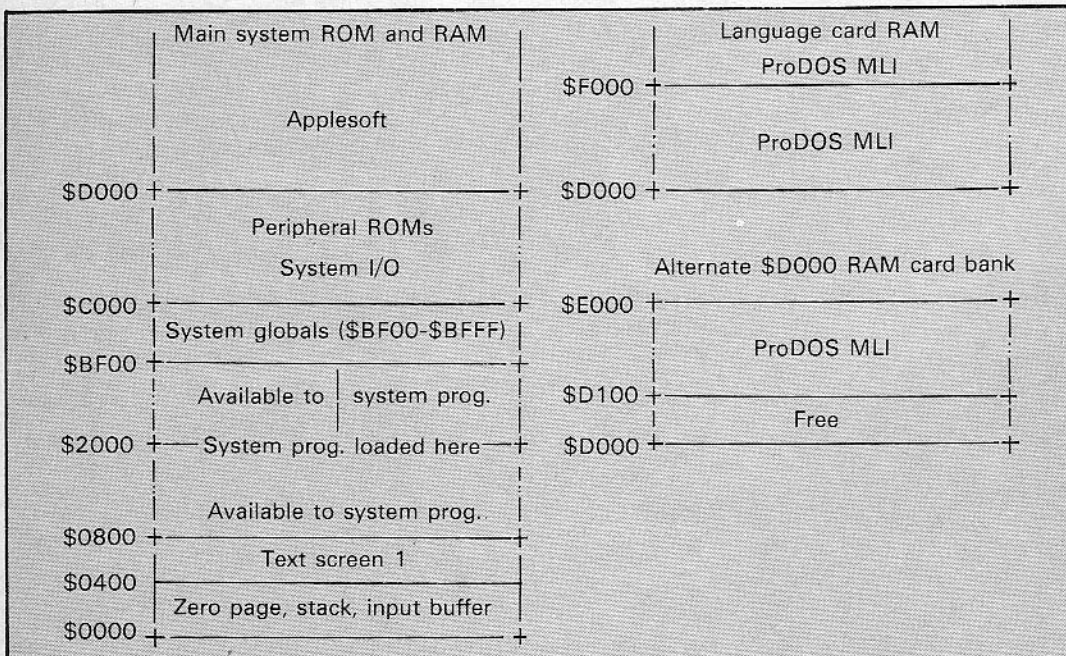 Main system ROM and RAM
Applesoft
$D000
Peripheral ROMs
System I/O
$C000
System globals ($BF00-$BFFF)
$BF00
Available to system prog.
$2000 System prog. loaded here
Available to system prog.
$0800
Text screen 1
$0400
Zero page, stack, input buffer
$0000
Language card RAM
ProDOS MLI
$F000
ProDOS MLI
$D000
Alternate $D000 RAM card bank
$E000
ProDOS MLI
$D100
Free
$D000